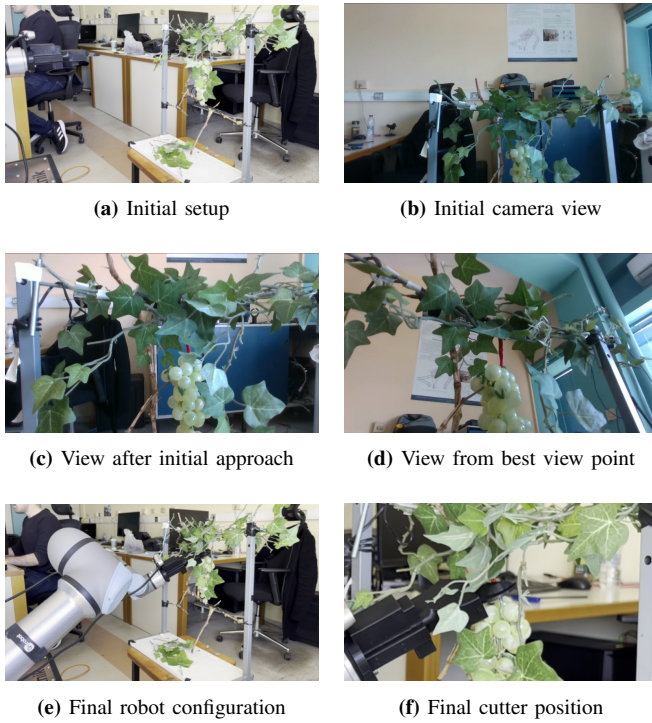 (a) Initial setup
(b) Initial camera view
(c) View after initial approach
(d) View from best view point
(e) Final robot configuration
(f) Final cutter position